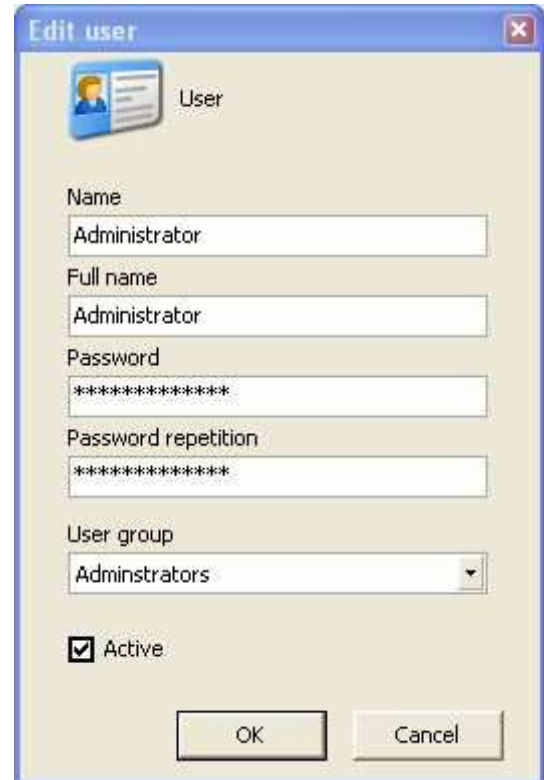 Edit user
User
Name
Administrator
Full name
Administrator
Password
*************
Password repetition
*************
User group
Adminstrators
Active
OK
Cancel